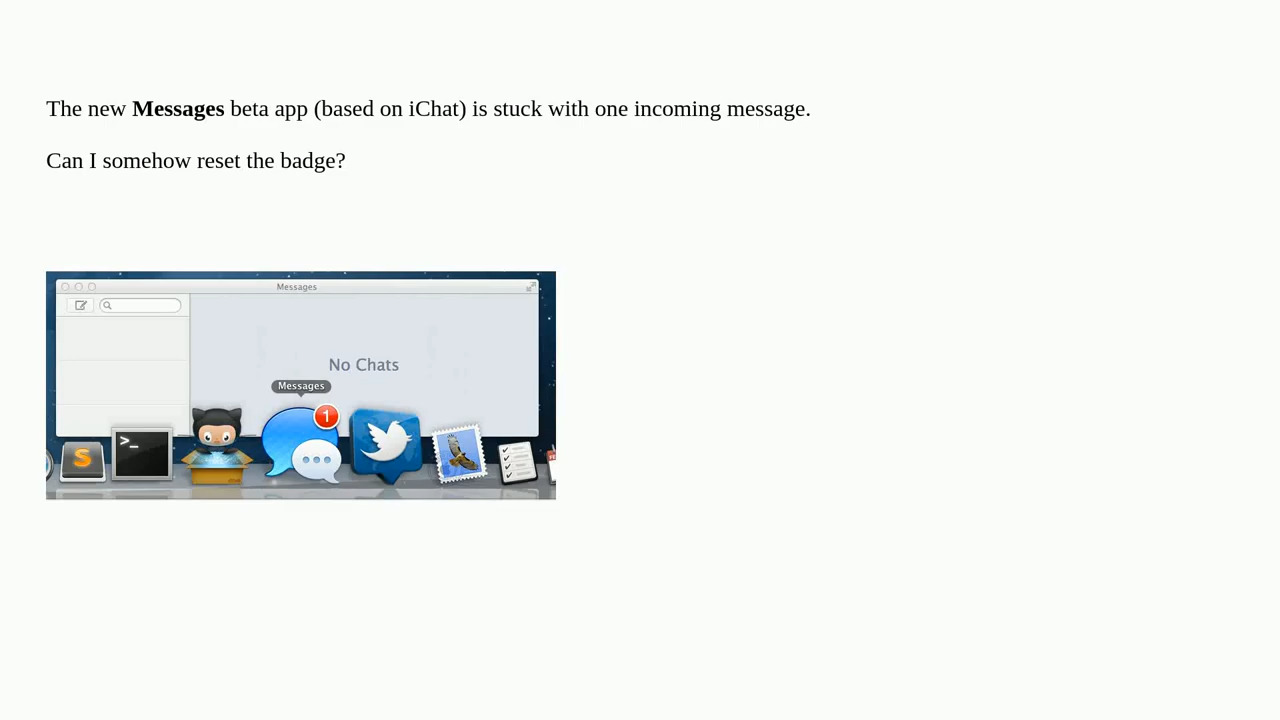 The new Messages beta app (based on iChat) is stuck with one incoming message.
Can I somehow reset the badge?
Messages
No Chats
Messages
1
>_
S